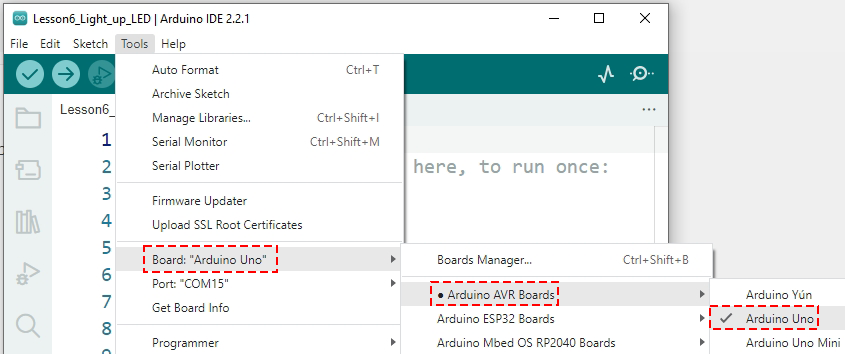 Lesson6_Light_up_LED | Arduino IDE 2.2.1
File Edit Sketch Tools Help
Auto Format Ctrl+T
Archive Sketch
Lesson6_
Manage Libraries... Ctrl+Shift+I
1
Serial Monitor Ctrl+Shift+M
2
Serial Plotter
here, to run once:
3
Firmware Updater
4
Upload SSL Root Certificates
5
Board: "Arduino Uno"
Boards Manager... Ctrl+Shift+B
6
Port: "COM15"
● Arduino AVR Boards
Arduino Yún
7
Get Board Info
Arduino ESP32 Boards
✓ Arduino Uno
8
Programmer
Arduino Mbed OS RP2040 Boards
Arduino Uno Mini
9